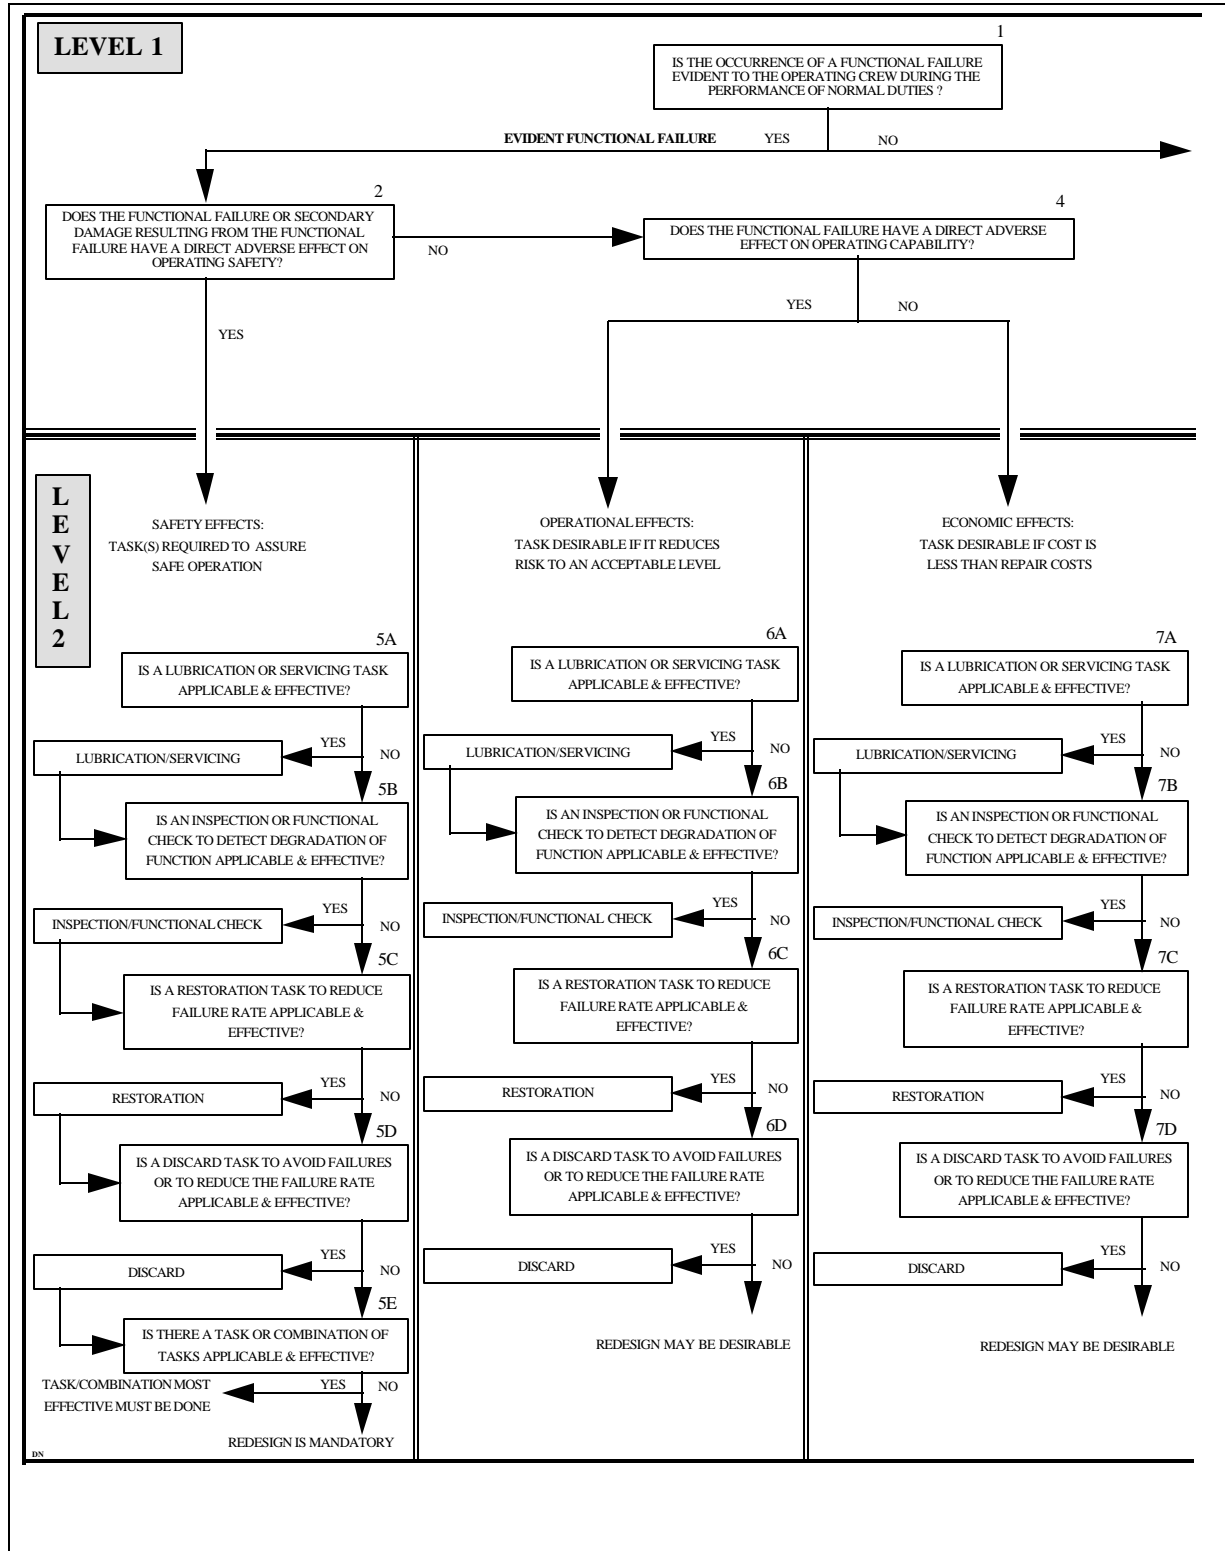 LEVEL 1
1
IS THE OCCURRENCE OF A FUNCTIONAL FAILURE
EVIDENT TO THE OPERATING CREW DURING THE
PERFORMANCE OF NORMAL DUTIES ?
EVIDENT FUNCTIONAL FAILURE
YES
NO
2
DOES THE FUNCTIONAL FAILURE OR SECONDARY
DAMAGE RESULTING FROM THE FUNCTIONAL
FAILURE HAVE A DIRECT ADVERSE EFFECT ON
OPERATING SAFETY?
NO
4
DOES THE FUNCTIONAL FAILURE HAVE A DIRECT ADVERSE
EFFECT ON OPERATING CAPABILITY?
YES
YES
NO
L
E
V
E
L
2
SAFETY EFFECTS:
TASK(S) REQUIRED TO ASSURE
SAFE OPERATION
5A
IS A LUBRICATION OR SERVICING TASK
APPLICABLE & EFFECTIVE?
YES
NO
LUBRICATION/SERVICING
5B
IS AN INSPECTION OR FUNCTIONAL
CHECK TO DETECT DEGRADATION OF
FUNCTION APPLICABLE & EFFECTIVE?
YES
NO
INSPECTION/FUNCTIONAL CHECK
5C
IS A RESTORATION TASK TO REDUCE
FAILURE RATE APPLICABLE &
EFFECTIVE?
YES
NO
RESTORATION
5D
IS A DISCARD TASK TO AVOID FAILURES
OR TO REDUCE THE FAILURE RATE
APPLICABLE & EFFECTIVE?
YES
NO
DISCARD
5E
IS THERE A TASK OR COMBINATION OF
TASKS APPLICABLE & EFFECTIVE?
YES
NO
TASK/COMBINATION MOST
EFFECTIVE MUST BE DONE
REDESIGN IS MANDATORY
DN
OPERATIONAL EFFECTS:
TASK DESIRABLE IF IT REDUCES
RISK TO AN ACCEPTABLE LEVEL
6A
IS A LUBRICATION OR SERVICING TASK
APPLICABLE & EFFECTIVE?
YES
NO
LUBRICATION/SERVICING
6B
IS AN INSPECTION OR FUNCTIONAL
CHECK TO DETECT DEGRADATION OF
FUNCTION APPLICABLE & EFFECTIVE?
YES
NO
INSPECTION/FUNCTIONAL CHECK
6C
IS A RESTORATION TASK TO REDUCE
FAILURE RATE APPLICABLE &
EFFECTIVE?
YES
NO
RESTORATION
6D
IS A DISCARD TASK TO AVOID FAILURES
OR TO REDUCE THE FAILURE RATE
APPLICABLE & EFFECTIVE?
YES
NO
DISCARD
REDESIGN MAY BE DESIRABLE
ECONOMIC EFFECTS:
TASK DESIRABLE IF COST IS
LESS THAN REPAIR COSTS
7A
IS A LUBRICATION OR SERVICING TASK
APPLICABLE & EFFECTIVE?
YES
NO
LUBRICATION/SERVICING
7B
IS AN INSPECTION OR FUNCTIONAL
CHECK TO DETECT DEGRADATION OF
FUNCTION APPLICABLE & EFFECTIVE?
YES
NO
INSPECTION/FUNCTIONAL CHECK
7C
IS A RESTORATION TASK TO REDUCE
FAILURE RATE APPLICABLE &
EFFECTIVE?
YES
NO
RESTORATION
7D
IS A DISCARD TASK TO AVOID FAILURES
OR TO REDUCE THE FAILURE RATE
APPLICABLE & EFFECTIVE?
YES
NO
DISCARD
REDESIGN MAY BE DESIRABLE